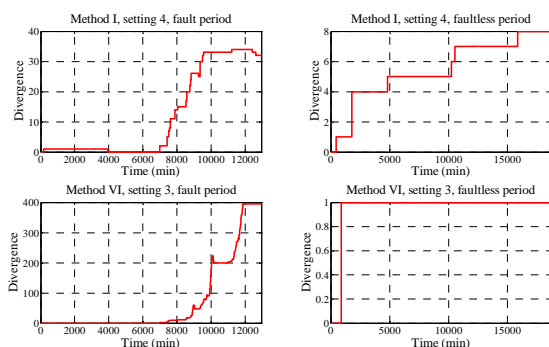 Method I, setting 4, fault period
Divergence
40
30
20
10
0
0 2000 4000 6000 8000 10000 12000
Time (min)
Method I, setting 4, faultless period
Divergence
8
6
4
2
0
0 5000 10000 15000
Time (min)
Method VI, setting 3, fault period
Divergence
400
300
200
100
0
0 2000 4000 6000 8000 10000 12000
Time (min)
Method VI, setting 3, faultless period
Divergence
1
0.8
0.6
0.4
0.2
0
0 5000 10000 15000
Time (min)